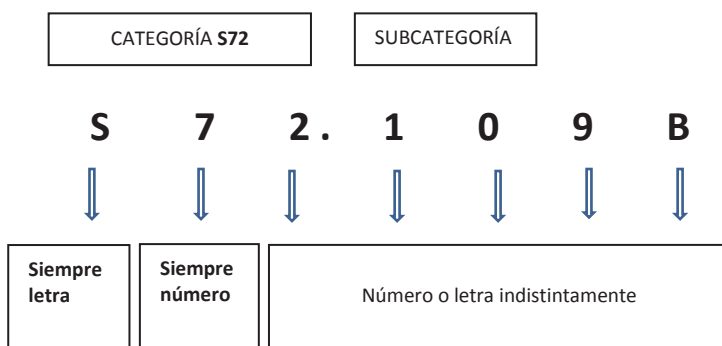 CATEGORÍA S72
SUBCATEGORÍA
S 7 2 . 1 0 9 B
Siempre
letra
Siempre
número
Número o letra indistintamente